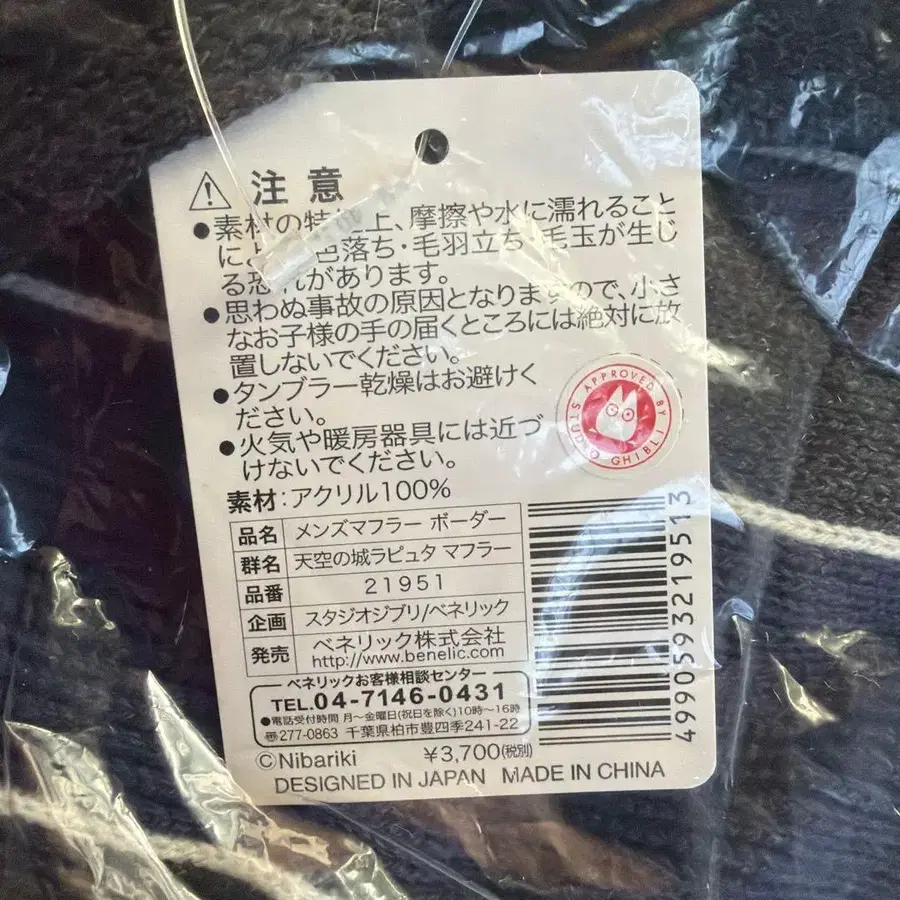 注意
●素材の特性上、摩擦や水に濡れること
によ 色落ち・毛羽立ち・毛玉が生じ
る恐れがあります。
●思わぬ事故の原因となりますので、小さ
なお子様の手の届くところには絶対に放
置しないでください。
●タンブラー乾燥はお避けく
ださい。
●火気や暖房器具には近づ
けないでください。
APPROVED BY STUDIO GHIBLI
素材:アクリル100%
品名 メンズマフラー ボーダー
群名 天空の城ラピュタ マフラー
品番 21951
企画 スタジオジブリ/ベネリック
発売 ベネリック株式会社
http://www.benelic.com
4990593219513
ベネリックお客様相談センター
TEL.04-7146-0431
●電話受付時間 月～金曜日(祝日を除く)10時～16時
〠277-0863 千葉県柏市豊四季241-22
©Nibariki ¥3,700(税別)
DESIGNED IN JAPAN MADE IN CHINA